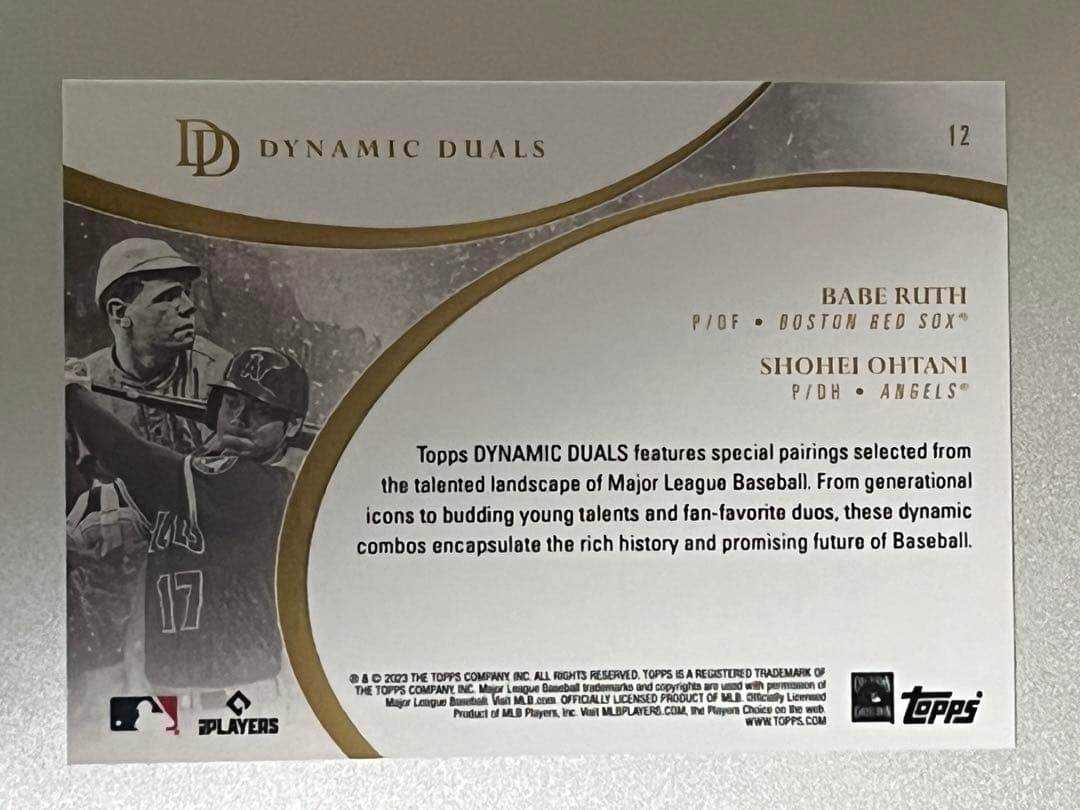 DD DYNAMIC DUALS
12
BABE RUTH
P/OF • BOSTON RED SOX®
SHOHEI OHTANI
P/DH • ANGELS®
Topps DYNAMIC DUALS features special pairings selected from
the talented landscape of Major League Baseball. From generational
icons to budding young talents and fan-favorite duos, these dynamic
combos encapsulate the rich history and promising future of Baseball.
17
® & © 2023 THE TOPPS COMPANY, INC. ALL RIGHTS RESERVED. TOPPS IS A REGISTERED TRADEMARK OF
THE TOPPS COMPANY, INC. Major League Baseball trademarks and copyrights are used with permission of
Major League Baseball. Visit MLB.com. OFFICIALLY LICENSED PRODUCT OF MLB. Officially Licensed
Product of MLB Players, Inc. Visit MLBPLAYERS.COM, the Players Choice on the web.
WWW.TOPPS.COM
PLAYERS
Topps